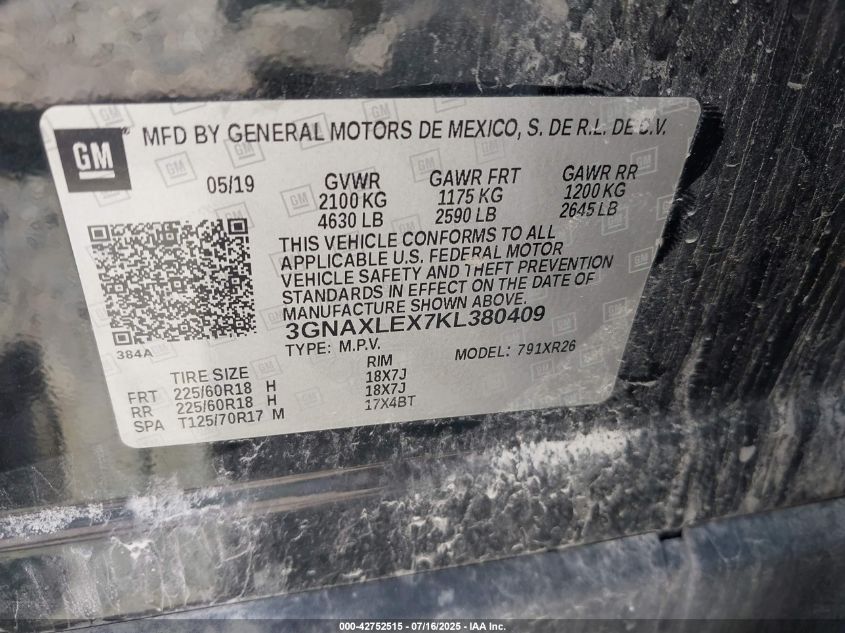 GM
MFD BY GENERAL MOTORS DE MEXICO, S. DE R.L. DE C.V.
05/19 GVWR GAWR FRT GAWR RR
2100 KG 1175 KG 1200 KG
4630 LB 2590 LB 2645 LB
THIS VEHICLE CONFORMS TO ALL
APPLICABLE U.S. FEDERAL MOTOR
VEHICLE SAFETY AND THEFT PREVENTION
STANDARDS IN EFFECT ON THE DATE OF
MANUFACTURE SHOWN ABOVE.
3GNAXLEX7KL380409
384A TYPE: M.P.V. MODEL: 791XR26
TIRE SIZE RIM
FRT 225/60R18 H 18X7J
RR 225/60R18 H 18X7J
SPA T125/70R17 M 17X4BT
000-42752515 - 07/16/2025 - IAA Inc.